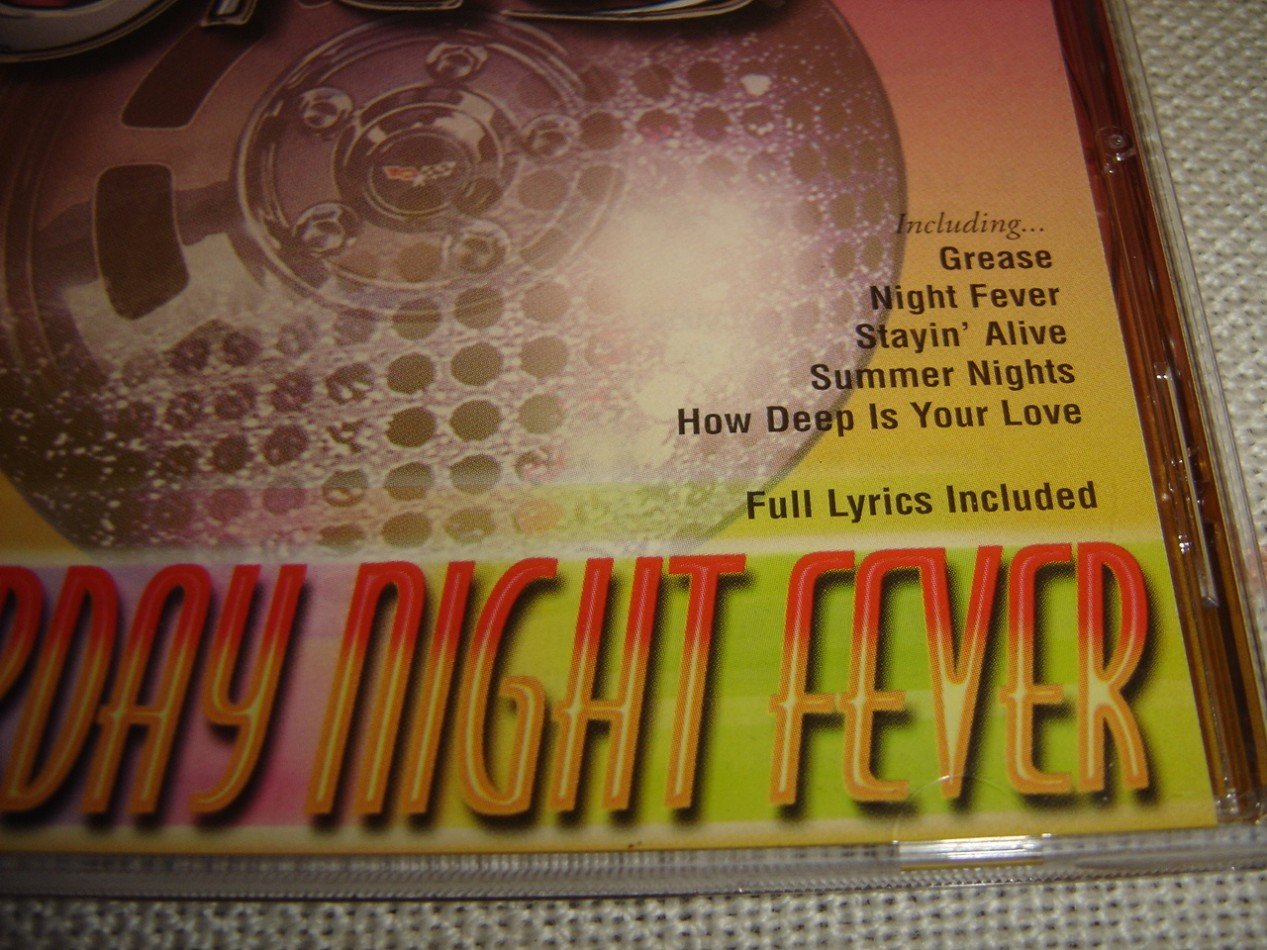 Including...
Grease
Night Fever
Stayin' Alive
Summer Nights
How Deep Is Your Love
Full Lyrics Included
RDAY NIGHT FEVER